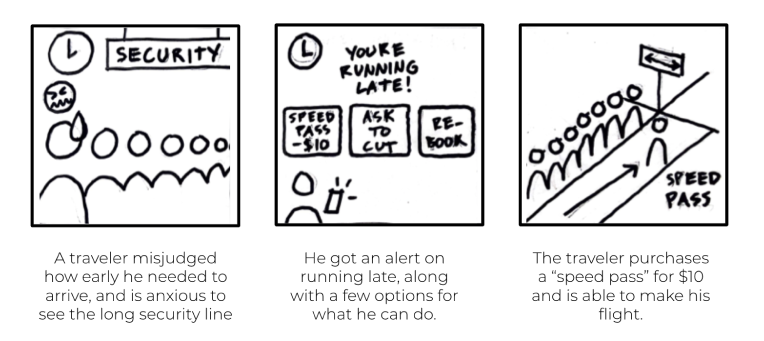 SECURITY
YOU'RE
RUNNING
LATE!
SPEED
PASS
-$10
ASK
TO
CUT
RE-
BOOK
SPEED
PASS
A traveler misjudged
how early he needed to
arrive, and is anxious to
see the long security line
He got an alert on
running late, along
with a few options for
what he can do.
The traveler purchases
a “speed pass” for $10
and is able to make his
flight.